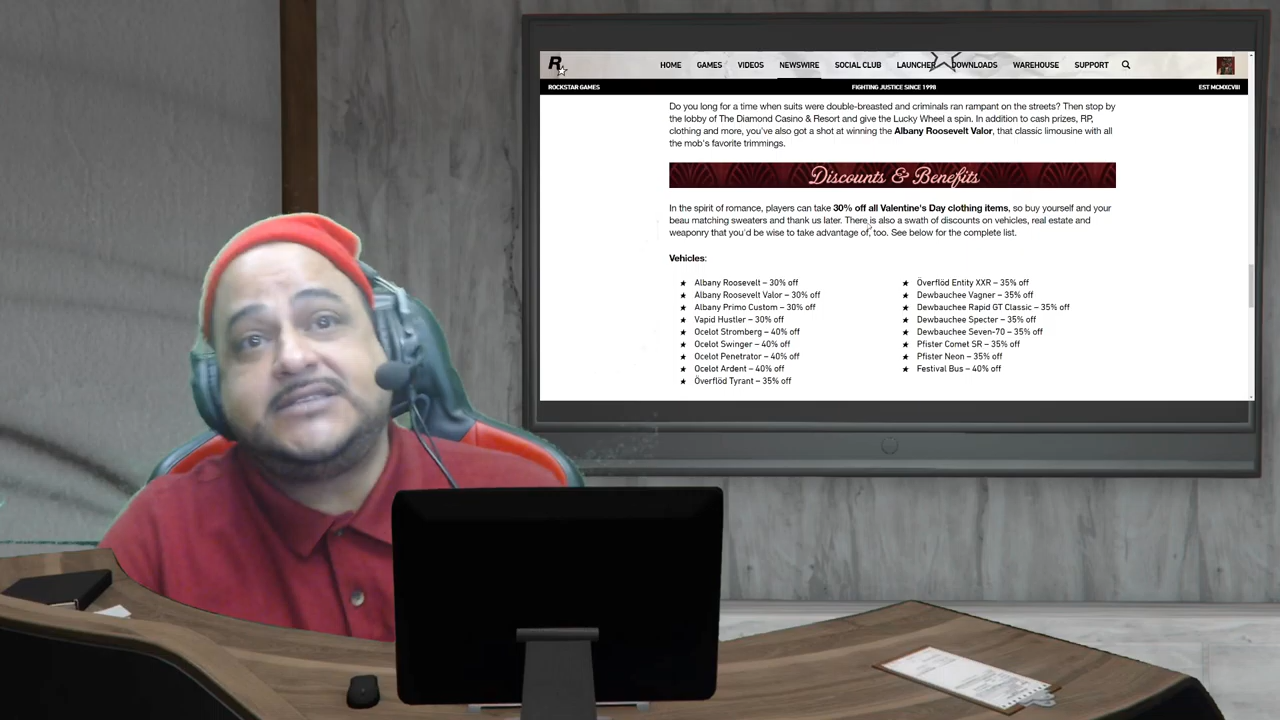 R
HOME GAMES VIDEOS NEWSWIRE SOCIAL CLUB LAUNCHER DOWNLOADS WAREHOUSE SUPPORT
ROCKSTAR GAMES FIGHTING JUSTICE SINCE 1998 EST MCMXCVIII
Do you long for a time when suits were double-breasted and criminals ran rampant on the streets? Then stop by
the lobby of The Diamond Casino & Resort and give the Lucky Wheel a spin. In addition to cash prizes, RP,
clothing and more, you've also got a shot at winning the Albany Roosevelt Valor, that classic limousine with all
the mob's favorite trimmings.
Discounts & Benefits
In the spirit of romance, players can take 30% off all Valentine's Day clothing items, so buy yourself and your
beau matching sweaters and thank us later. There is also a swath of discounts on vehicles, real estate and
weaponry that you'd be wise to take advantage of, too. See below for the complete list.
Vehicles:
Albany Roosevelt – 30% off
Albany Roosevelt Valor – 30% off
Albany Primo Custom – 30% off
Vapid Hustler – 30% off
Ocelot Stromberg – 40% off
Ocelot Swinger – 40% off
Ocelot Penetrator – 40% off
Ocelot Ardent – 40% off
Överflöd Tyrant – 35% off
Överflöd Entity XXR – 35% off
Dewbauchee Vagner – 35% off
Dewbauchee Rapid GT Classic – 35% off
Dewbauchee Specter – 35% off
Dewbauchee Seven-70 – 35% off
Pfister Comet SR – 35% off
Pfister Neon – 35% off
Festival Bus – 40% off